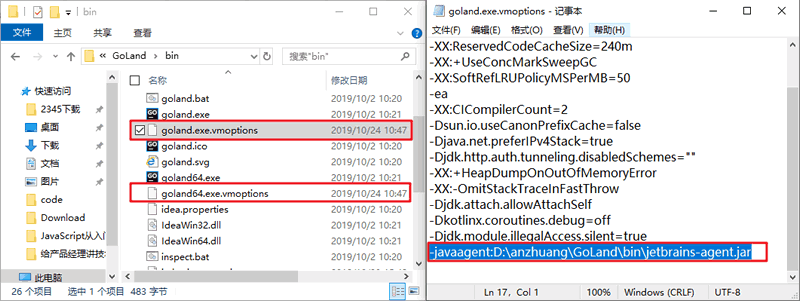 bin
文件
主页
共享
查看
GoLand
bin
搜索"bin"
快速访问
2345下载
桌面
下载
文档
图片
code
Download
JavaScript从入门
给产品经理讲技
此电脑
名称
修改日期
goland.bat 2019/10/2 10:20
goland.exe 2019/10/2 10:21
goland.exe.vmoptions 2019/10/24 10:47
goland.ico 2019/10/2 10:20
goland.svg 2019/10/2 10:20
goland64.exe 2019/10/2 10:21
goland64.exe.vmoptions 2019/10/24 10:47
idea.properties 2019/10/2 10:20
IdeaWin32.dll 2019/10/2 10:20
IdeaWin64.dll 2019/10/2 10:20
inspect.bat 2019/10/2 10:20
26 个项目 选中 1 个项目 483 字节
goland.exe.vmoptions - 记事本
文件(F) 编辑(E) 格式(O) 查看(V) 帮助(H)
-XX:ReservedCodeCacheSize=240m
-XX:+UseConcMarkSweepGC
-XX:SoftRefLRUPolicyMSPerMB=50
-ea
-XX:CICompilerCount=2
-Dsun.io.useCanonPrefixCache=false
-Djava.net.preferIPv4Stack=true
-Djdk.http.auth.tunneling.disabledSchemes=""
-XX:+HeapDumpOnOutOfMemoryError
-XX:-OmitStackTraceInFastThrow
-Djdk.attach.allowAttachSelf
-Dkotlinx.coroutines.debug=off
-Djdk.module.illegalAccess.silent=true
-javaagent:D:\anzhuang\GoLand\bin\jetbrains-agent.jar
Ln 17, Col 1 100% Windows (CRLF) UTF-8